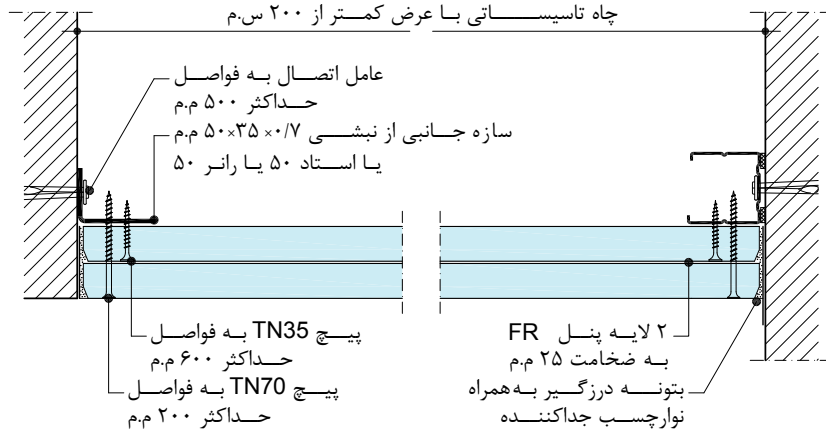 چاه تاسیساتی با عرض کمتر از ۲۰۰ س.م
عامل اتصال به فواصل
حداکثر ۵۰۰ م.م
سازه جانبی از نبشی ۰/۷×۳۵×۵۰ م.م
یا استاد ۵۰ یا رانر ۵۰
۲ لایه پنل FR
به ضخامت ۲۵ م.م
بتونه درزگیر به‌همراه
نوارچسب جداکننده
پیچ TN35 به فواصل
حداکثر ۶۰۰ م.م
پیچ TN70 به فواصل
حداکثر ۲۰۰ م.م